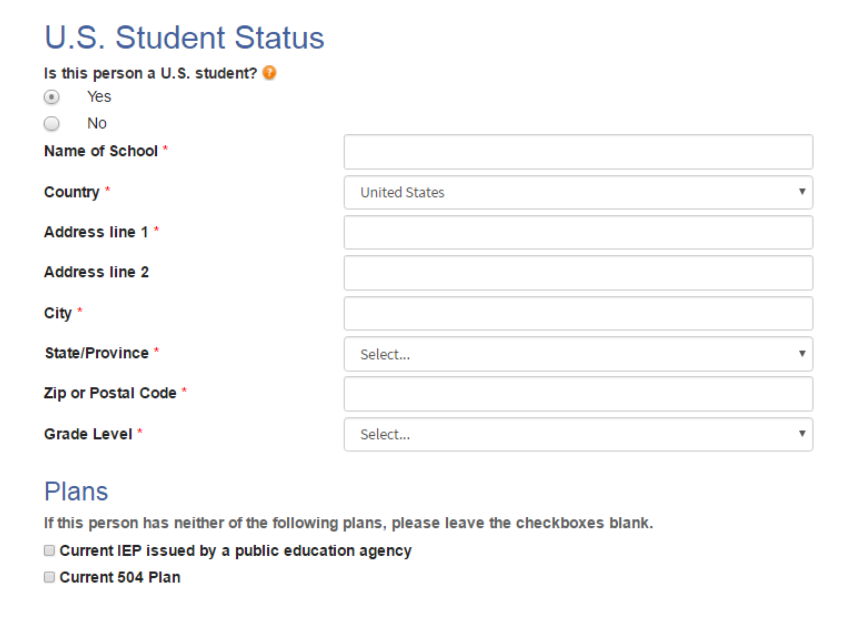 U.S. Student Status
Is this person a U.S. student? ?
Yes
No
Name of School *
Country * United States
Address line 1 *
Address line 2
City *
State/Province * Select...
Zip or Postal Code *
Grade Level * Select...
Plans
If this person has neither of the following plans, please leave the checkboxes blank.
Current IEP issued by a public education agency
Current 504 Plan